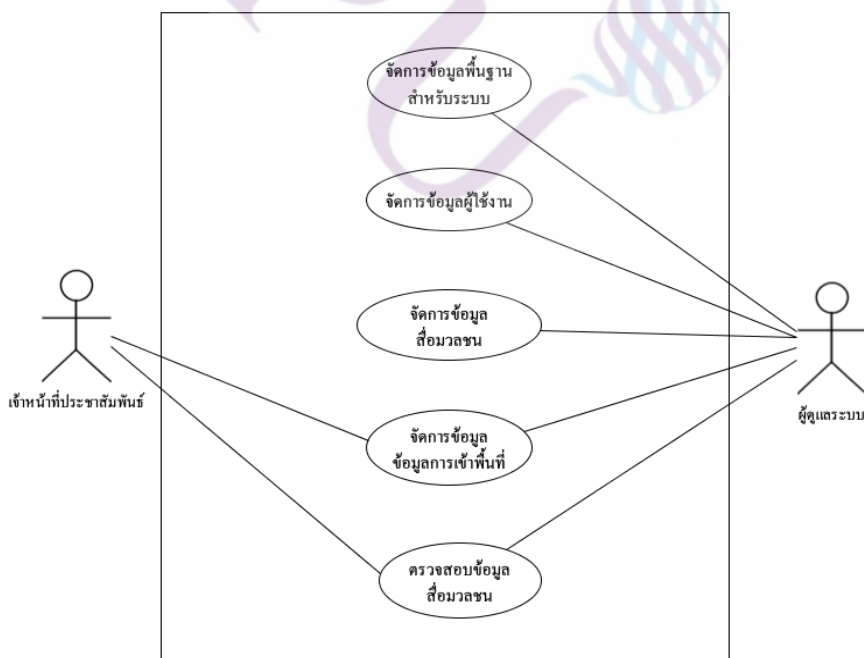 จัดการข้อมูลพื้นฐาน
สำหรับระบบ
จัดการข้อมูลผู้ใช้งาน
จัดการข้อมูล
สื่อมวลชน
เจ้าหน้าที่ประชาสัมพันธ์
ผู้ดูแลระบบ
จัดการข้อมูล
ข้อมูลการเข้าพื้นที่
ตรวจสอบข้อมูล
สื่อมวลชน